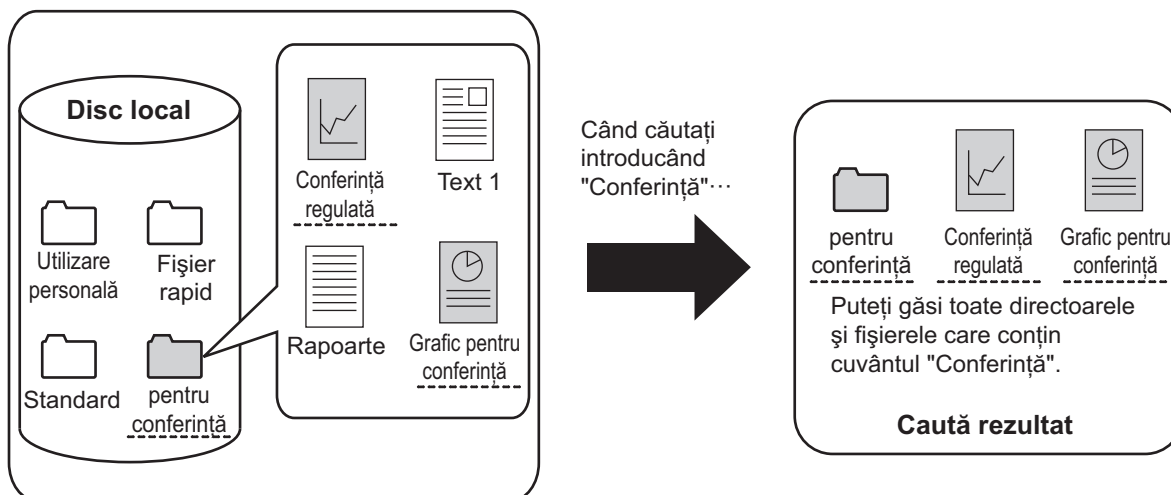 Disc local
Utilizare
personală
Fişier
rapid
Standard
pentru
conferinţă
Conferinţă
regulată
Text 1
Rapoarte
Grafic pentru
conferinţă
Când căutaţi
introducând
"Conferinţă"···
pentru
conferinţă
Conferinţă
regulată
Grafic pentru
conferinţă
Puteţi găsi toate directoarele
şi fişierele care conţin
cuvântul "Conferinţă".
Caută rezultat